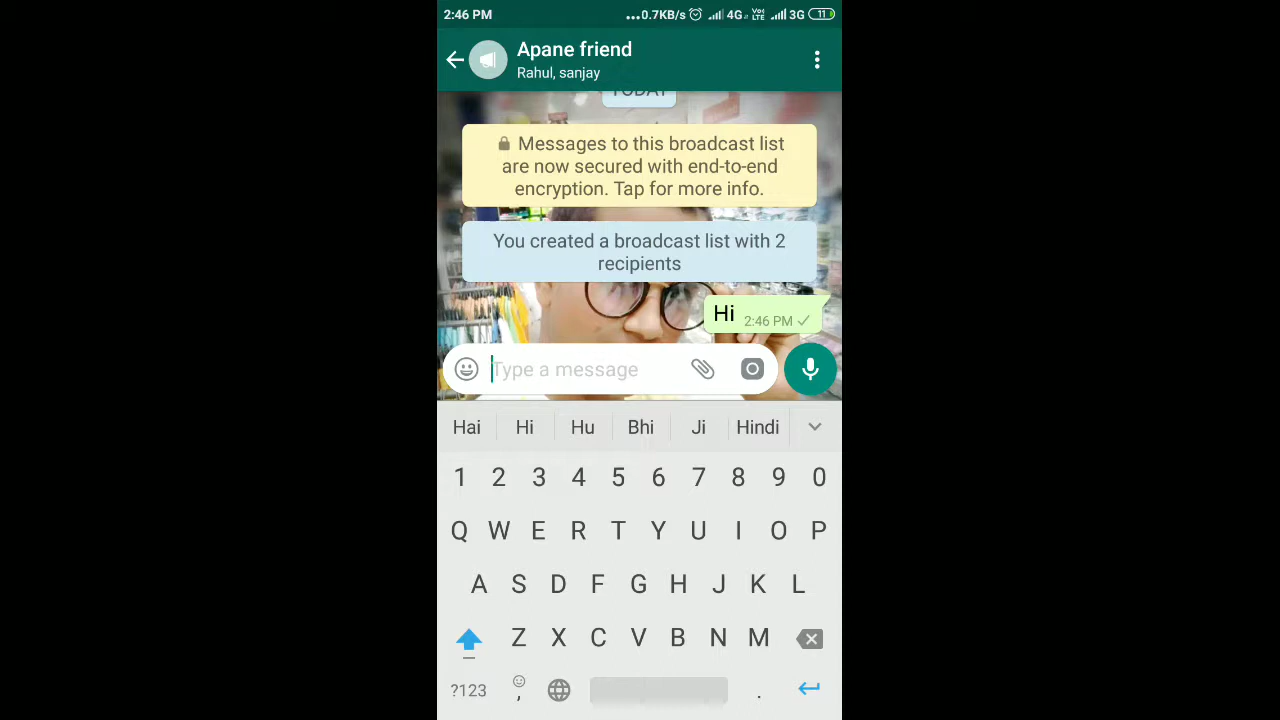 2:46 PM ...0.7KB/s 4G VoLTE 3G 11
Apane friend
Rahul, sanjay
TODAY
Messages to this broadcast list
are now secured with end-to-end
encryption. Tap for more info.
You created a broadcast list with 2
recipients
Hi 2:46 PM
Type a message
Hai Hi Hu Bhi Ji Hindi
1 2 3 4 5 6 7 8 9 0
Q W E R T Y U I O P
A S D F G H J K L
Z X C V B N M
?123 , .